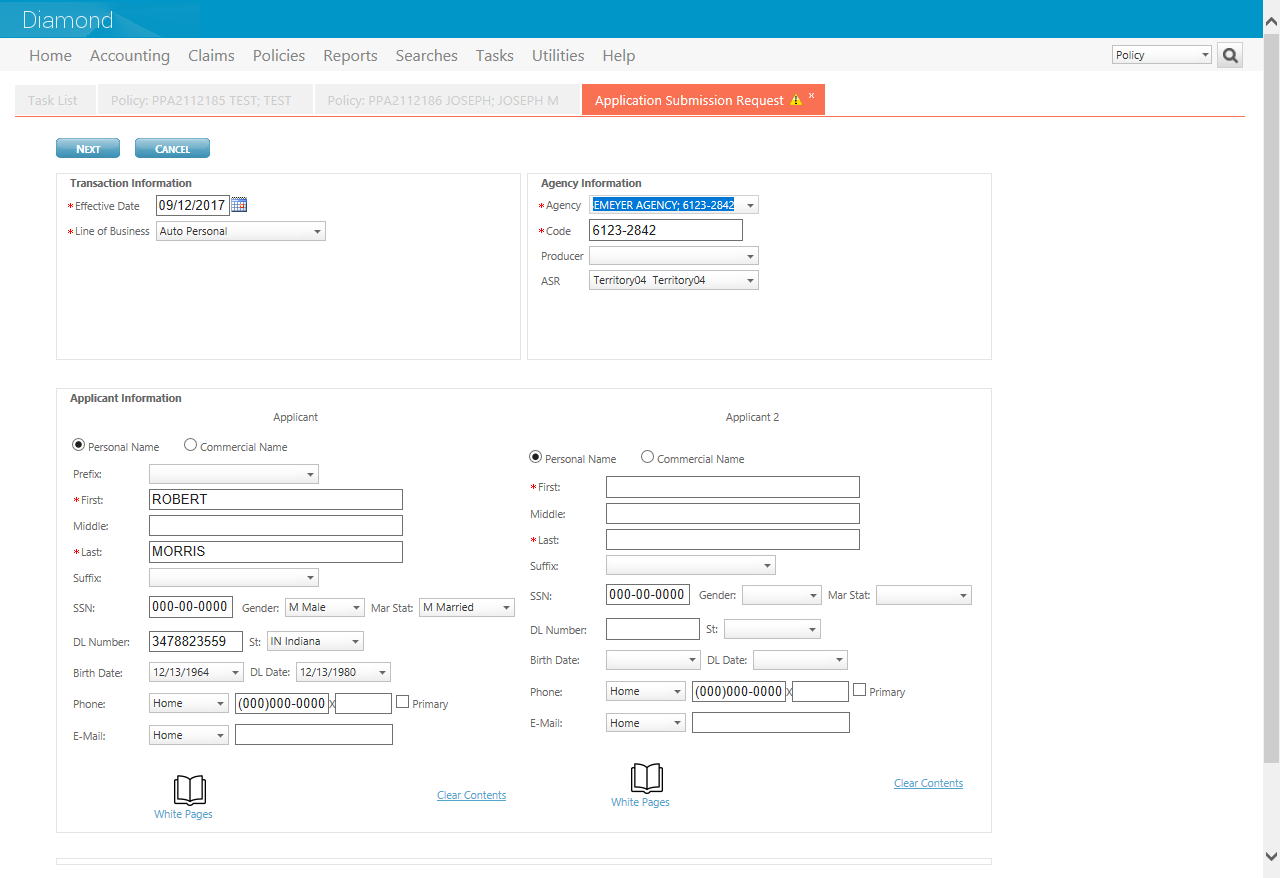 Diamond
Home Accounting Claims Policies Reports Searches Tasks Utilities Help Policy
Task List Policy: PPA2112185 TEST; TEST Policy: PPA2112186 JOSEPH; JOSEPH M Application Submission Request x
NEXT CANCEL
Transaction Information
*Effective Date 09/12/2017
*Line of Business Auto Personal
Agency Information
*Agency EMEYER AGENCY; 6123-2842
*Code 6123-2842
Producer
ASR Territory04 Territory04
Applicant Information
Applicant
Personal Name Commercial Name
Prefix:
*First: ROBERT
Middle:
*Last: MORRIS
Suffix:
SSN: 000-00-0000 Gender: M Male Mar Stat: M Married
DL Number: 3478823559 St: IN Indiana
Birth Date: 12/13/1964 DL Date: 12/13/1980
Phone: Home (000)000-0000 X Primary
E-Mail: Home
White Pages Clear Contents
Applicant 2
Personal Name Commercial Name
*First:
Middle:
*Last:
Suffix:
SSN: 000-00-0000 Gender: Mar Stat:
DL Number: St:
Birth Date: DL Date:
Phone: Home (000)000-0000 X Primary
E-Mail: Home
White Pages Clear Contents